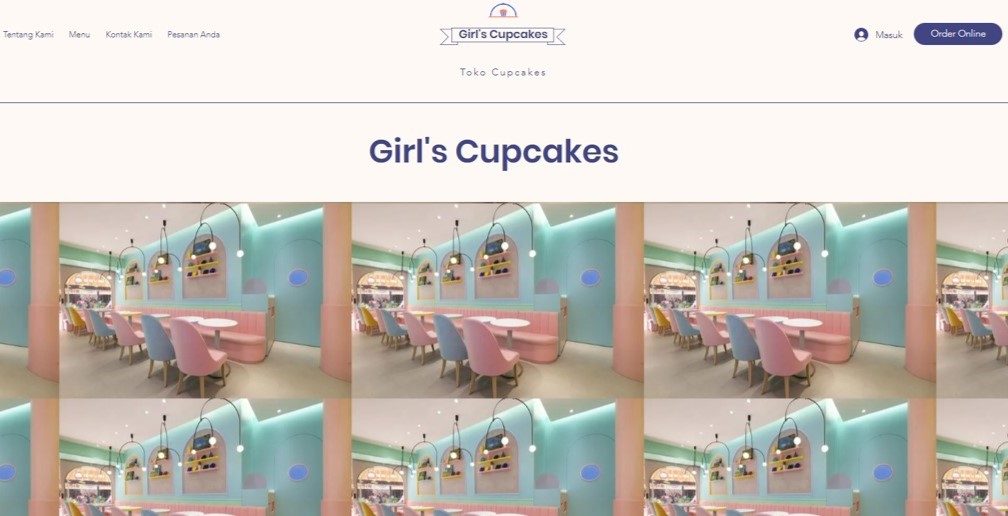 Tentang Kami
Menu
Kontak Kami
Pesanan Anda
Girl's Cupcakes
Masuk
Order Online
Toko Cupcakes
Girl's Cupcakes